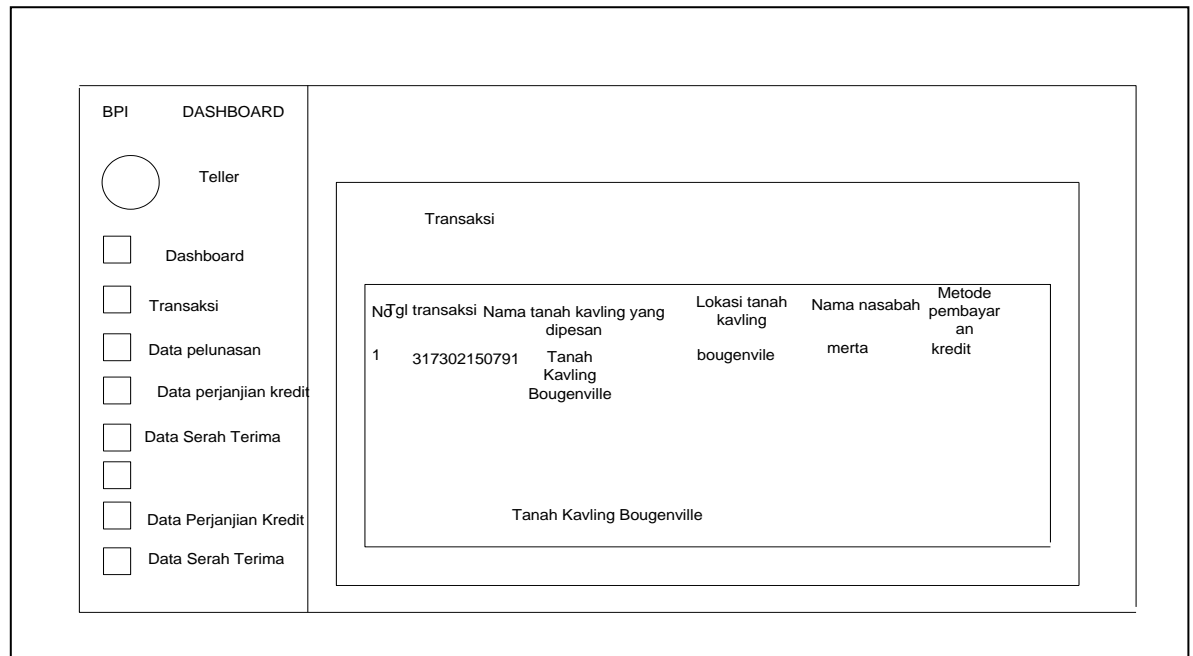 BPI DASHBOARD
Teller
Dashboard
Transaksi
Data pelunasan
Data perjanjian kredit
Data Serah Terima
Data Perjanjian Kredit
Data Serah Terima
Transaksi
No Tgl transaksi Nama tanah kavling yang
dipesan
Lokasi tanah
kavling
Nama nasabah
Metode
pembayar
an
1 317302150791
Tanah
Kavling
Bougenville
bougenvile
merta
kredit
Tanah Kavling Bougenville